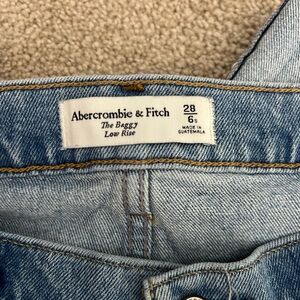 Abercrombie & Fitch
The Baggy
Low Rise
28
6s
MADE IN
GUATEMALA